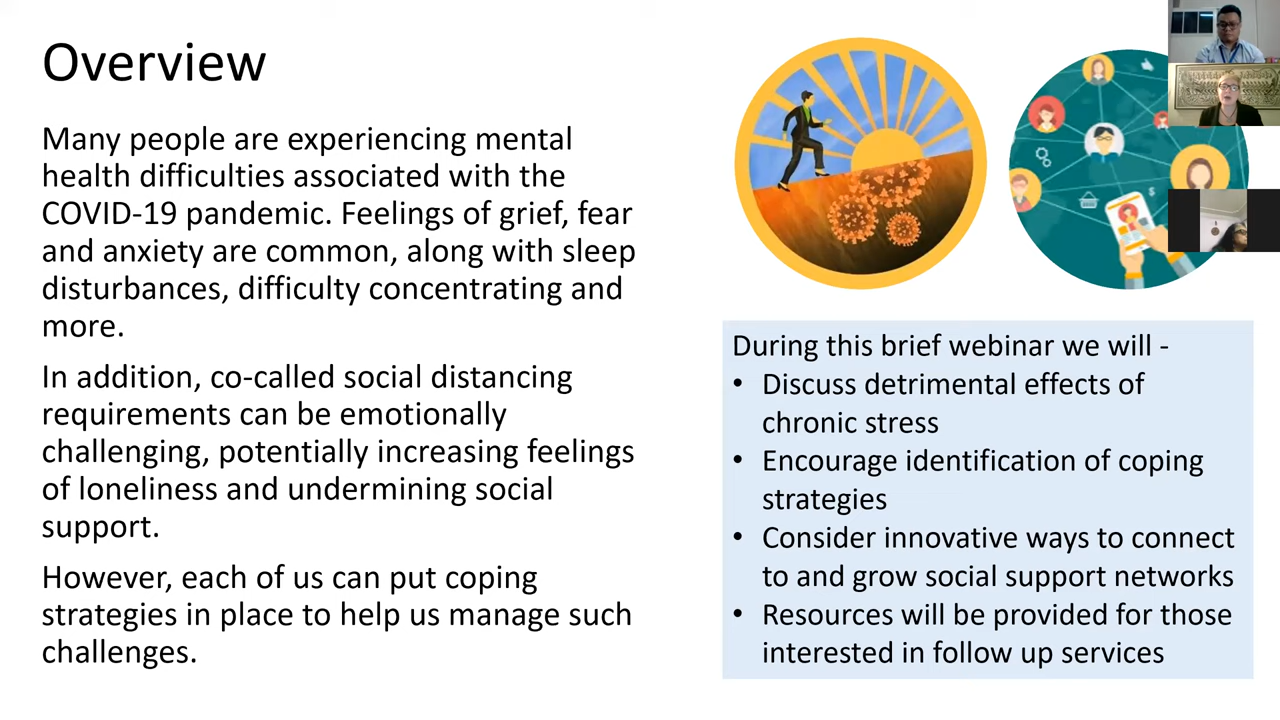 Overview
Many people are experiencing mental
health difficulties associated with the
COVID-19 pandemic. Feelings of grief, fear
and anxiety are common, along with sleep
disturbances, difficulty concentrating and
more.
In addition, co-called social distancing
requirements can be emotionally
challenging, potentially increasing feelings
of loneliness and undermining social
support.
However, each of us can put coping
strategies in place to help us manage such
challenges.
During this brief webinar we will -
• Discuss detrimental effects of
chronic stress
• Encourage identification of coping
strategies
• Consider innovative ways to connect
to and grow social support networks
• Resources will be provided for those
interested in follow up services